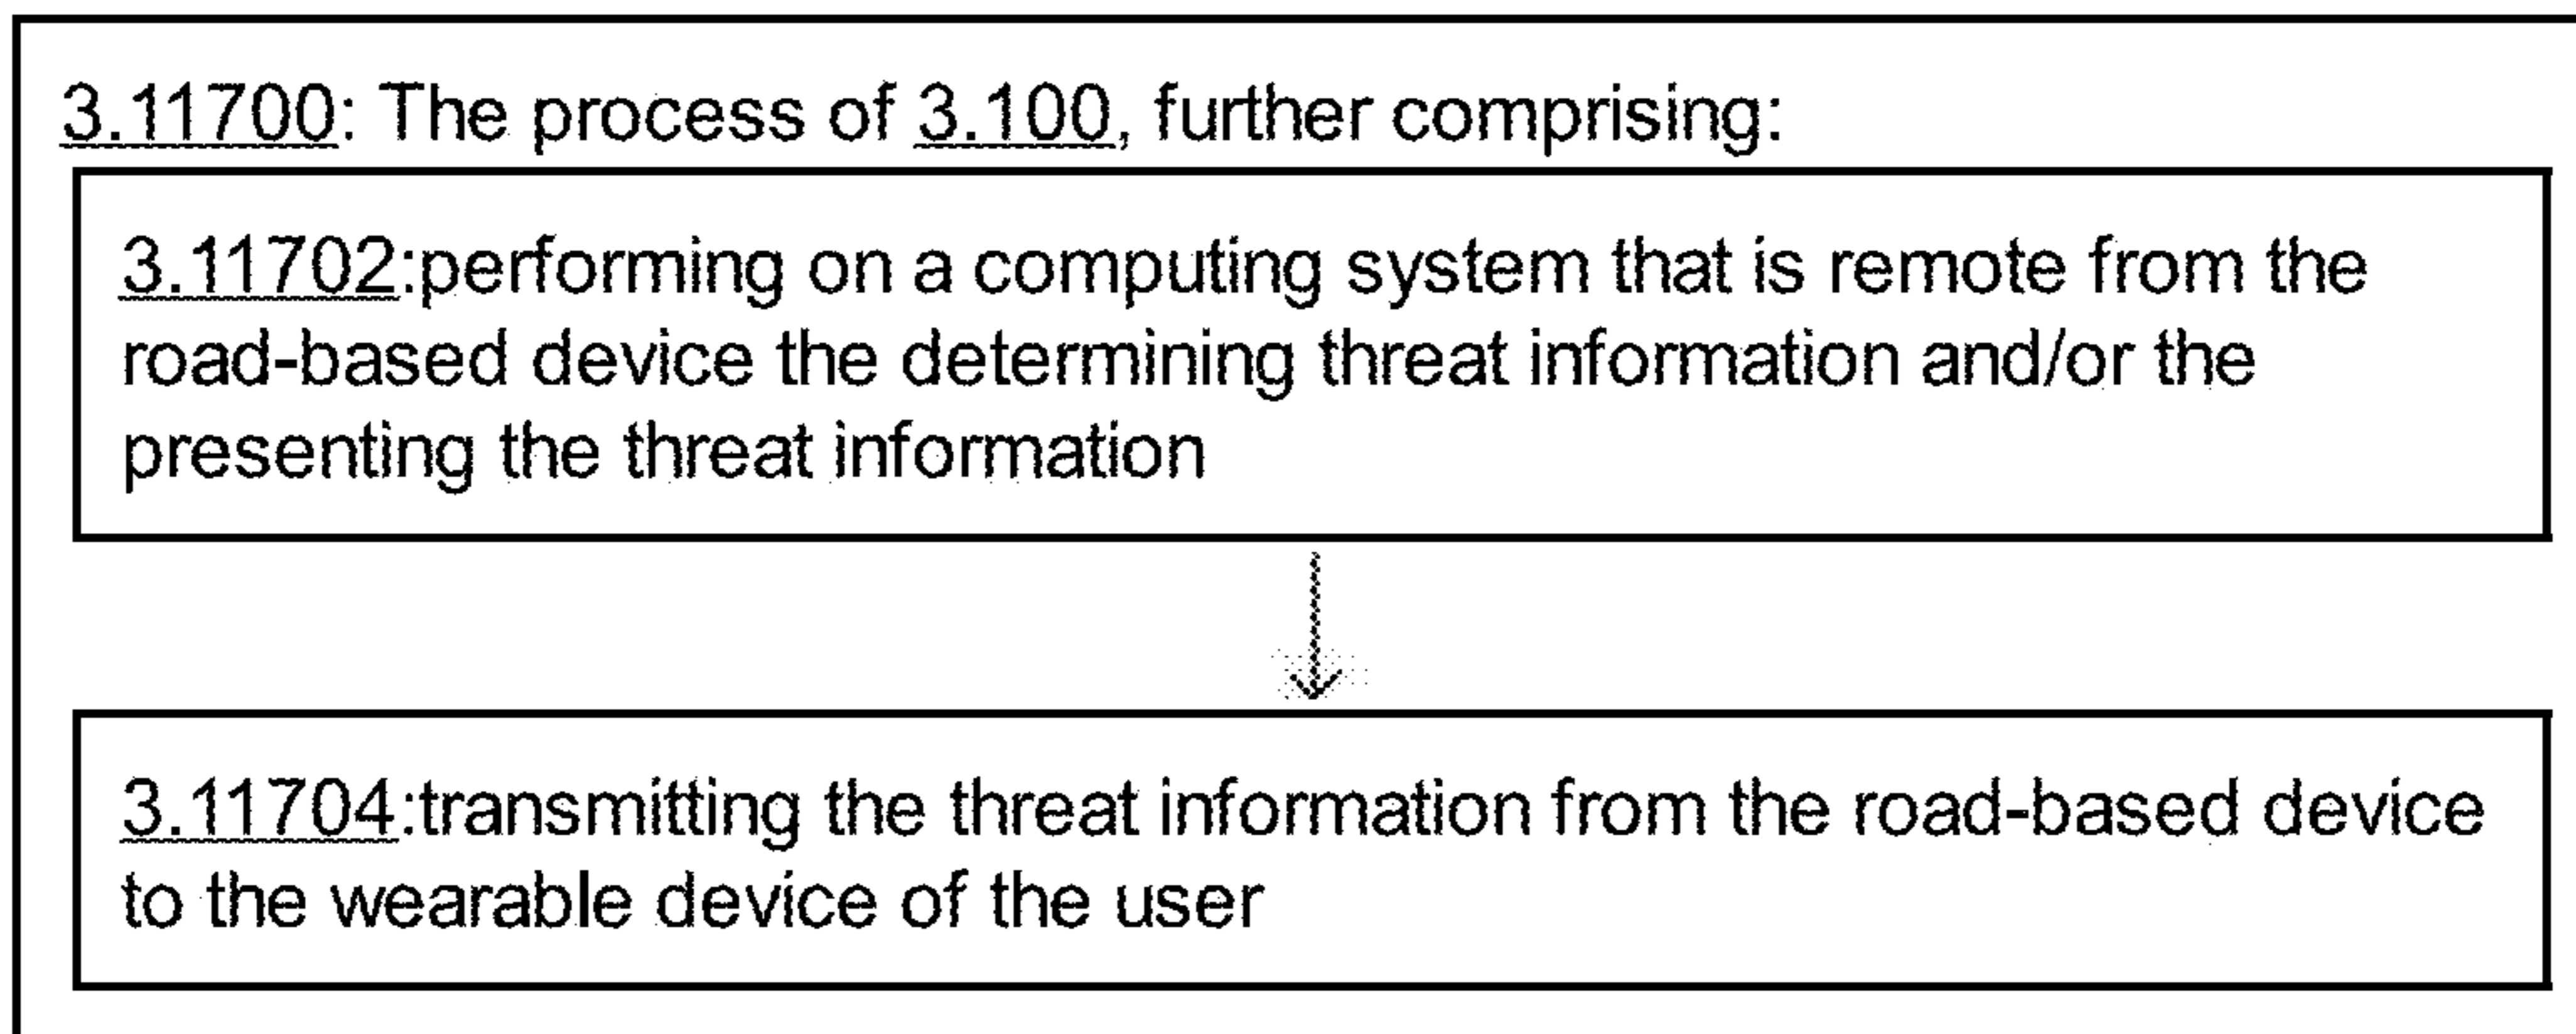 3.11700: The process of 3.100, further comprising:
3.11702:performing on a computing system that is remote from the
road-based device the determining threat information and/or the
presenting the threat information
3.11704:transmitting the threat information from the road-based device
to the wearable device of the user